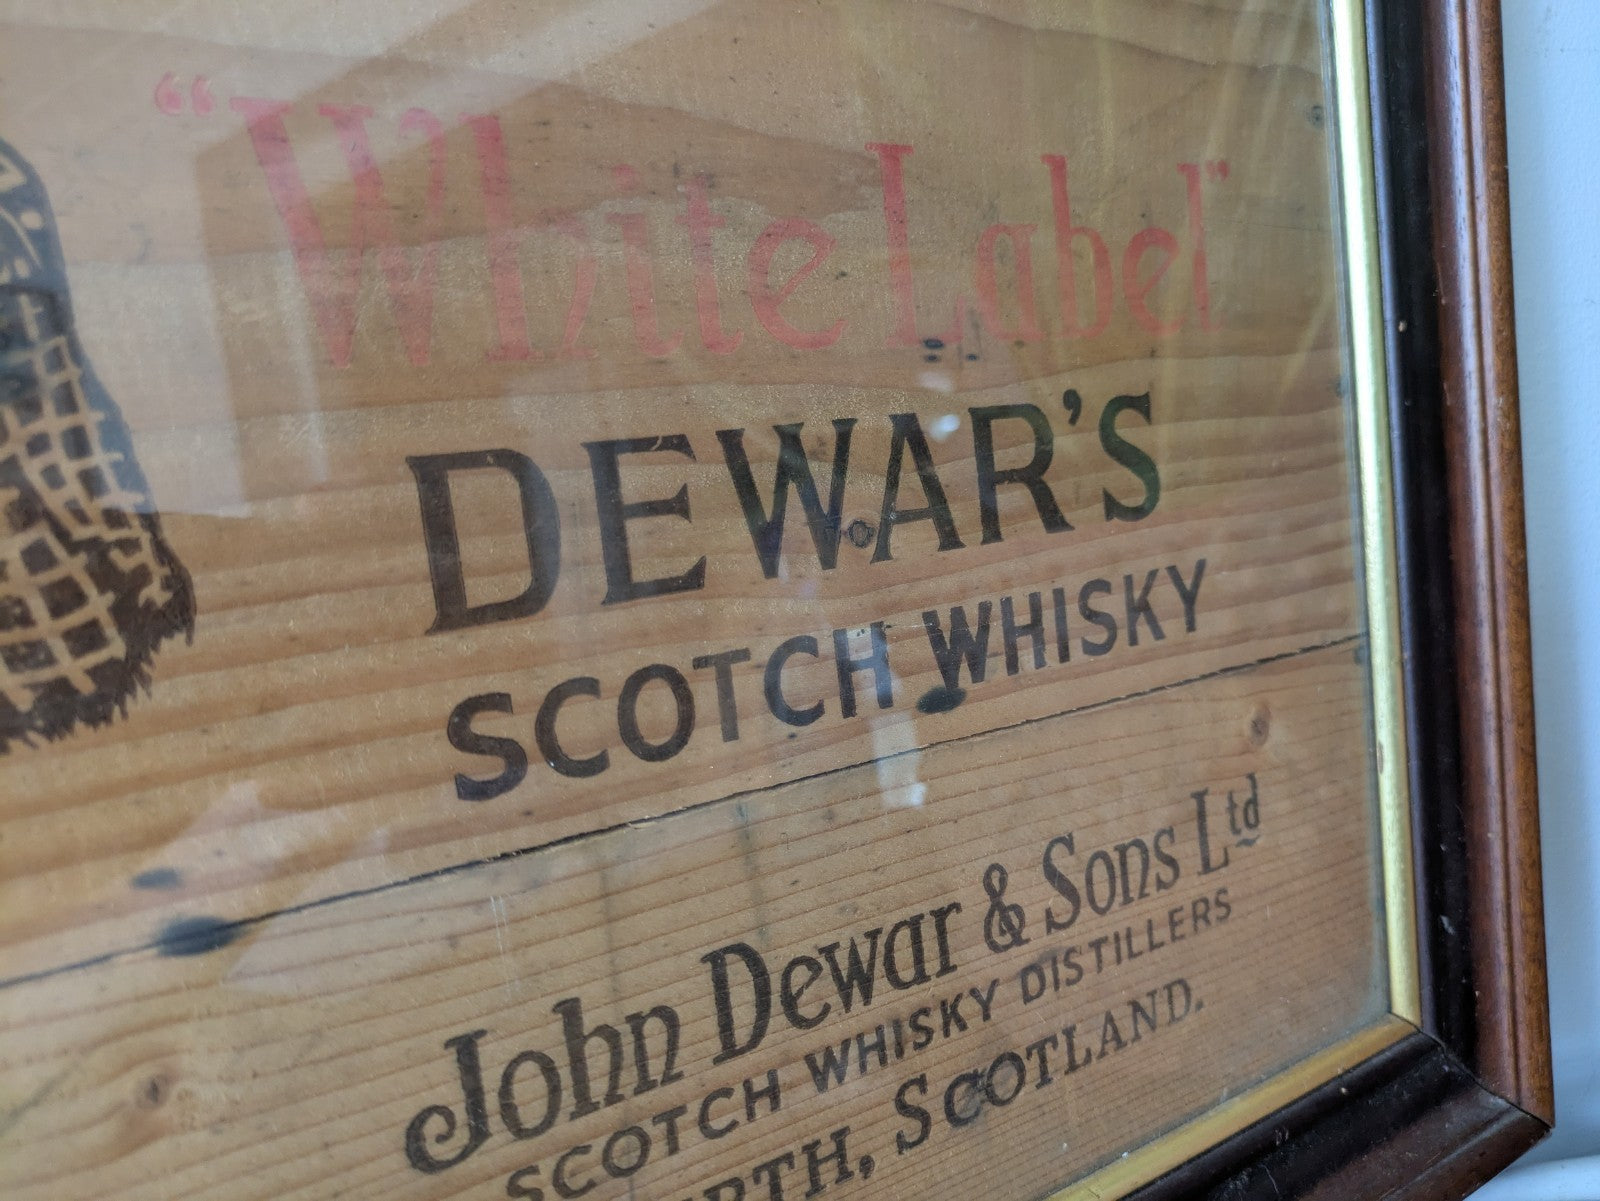 “White Label”
DEWAR'S
SCOTCH WHISKY
John Dewar & Sons Ltd
SCOTCH WHISKY DISTILLERS
SCOTLAND.